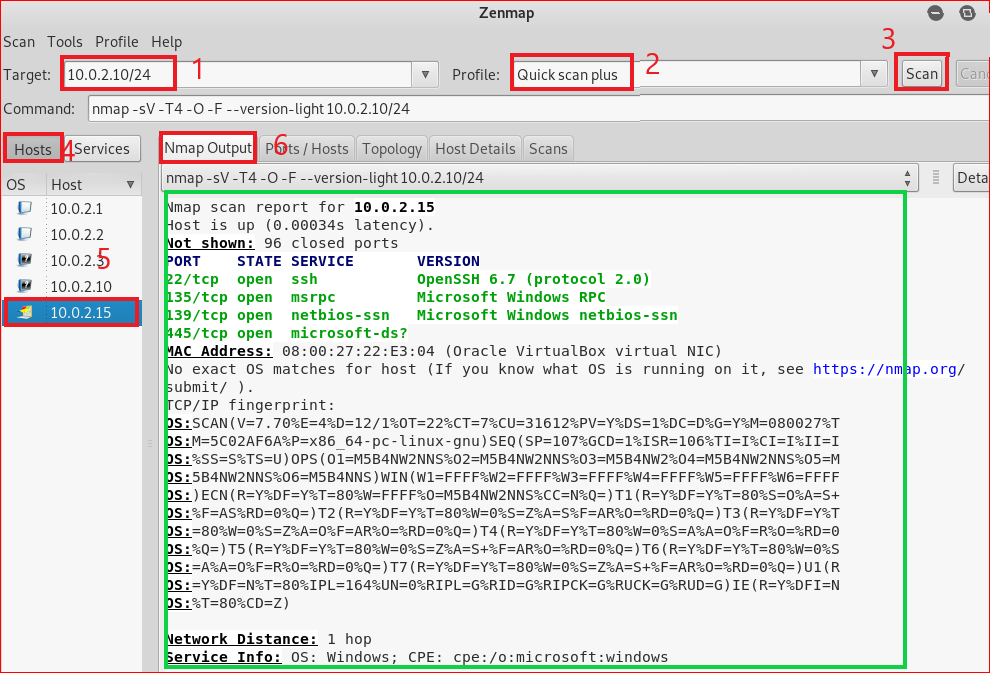 Zenmap
Scan Tools Profile Help
3
Target: 10.0.2.10/24 1 Profile: Quick scan plus 2 Scan Canc
Command: nmap -sV -T4 -O -F --version-light 10.0.2.10/24
Hosts 4 Services Nmap Output 6 Ports / Hosts Topology Host Details Scans
OS Host
nmap -sV -T4 -O -F --version-light 10.0.2.10/24 Deta
10.0.2.1
10.0.2.2
10.0.2.3
5
10.0.2.10
10.0.2.15
Nmap scan report for 10.0.2.15
Host is up (0.00034s latency).
Not shown: 96 closed ports
PORT STATE SERVICE VERSION
22/tcp open ssh OpenSSH 6.7 (protocol 2.0)
135/tcp open msrpc Microsoft Windows RPC
139/tcp open netbios-ssn Microsoft Windows netbios-ssn
445/tcp open microsoft-ds?
MAC Address: 08:00:27:22:E3:04 (Oracle VirtualBox virtual NIC)
No exact OS matches for host (If you know what OS is running on it, see https://nmap.org/
submit/ ).
TCP/IP fingerprint:
OS:SCAN(V=7.70%E=4%D=12/1%OT=22%CT=7%CU=31612%PV=Y%DS=1%DC=D%G=Y%M=080027%T
OS:M=5C02AF6A%P=x86_64-pc-linux-gnu)SEQ(SP=107%GCD=1%ISR=106%TI=I%CI=I%II=I
OS:%SS=S%TS=U)OPS(O1=M5B4NW2NNS%O2=M5B4NW2NNS%O3=M5B4NW2%O4=M5B4NW2NNS%O5=M
OS:5B4NW2NNS%O6=M5B4NNS)WIN(W1=FFFF%W2=FFFF%W3=FFFF%W4=FFFF%W5=FFFF%W6=FFFF
OS:)ECN(R=Y%DF=Y%T=80%W=FFFF%O=M5B4NW2NNS%CC=N%Q=)T1(R=Y%DF=Y%T=80%S=O%A=S+
OS:%F=AS%RD=0%Q=)T2(R=Y%DF=Y%T=80%W=0%S=Z%A=S%F=AR%O=%RD=0%Q=)T3(R=Y%DF=Y%T
OS:=80%W=0%S=Z%A=O%F=AR%O=%RD=0%Q=)T4(R=Y%DF=Y%T=80%W=0%S=A%A=O%F=R%O=%RD=0
OS:%Q=)T5(R=Y%DF=Y%T=80%W=0%S=Z%A=S+%F=AR%O=%RD=0%Q=)T6(R=Y%DF=Y%T=80%W=0%S
OS:=A%A=O%F=R%O=%RD=0%Q=)T7(R=Y%DF=Y%T=80%W=0%S=Z%A=S+%F=AR%O=%RD=0%Q=)U1(R
OS:=Y%DF=N%T=80%IPL=164%UN=0%RIPL=G%RID=G%RIPCK=G%RUCK=G%RUD=G)IE(R=Y%DFI=N
OS:%T=80%CD=Z)
Network Distance: 1 hop
Service Info: OS: Windows; CPE: cpe:/o:microsoft:windows